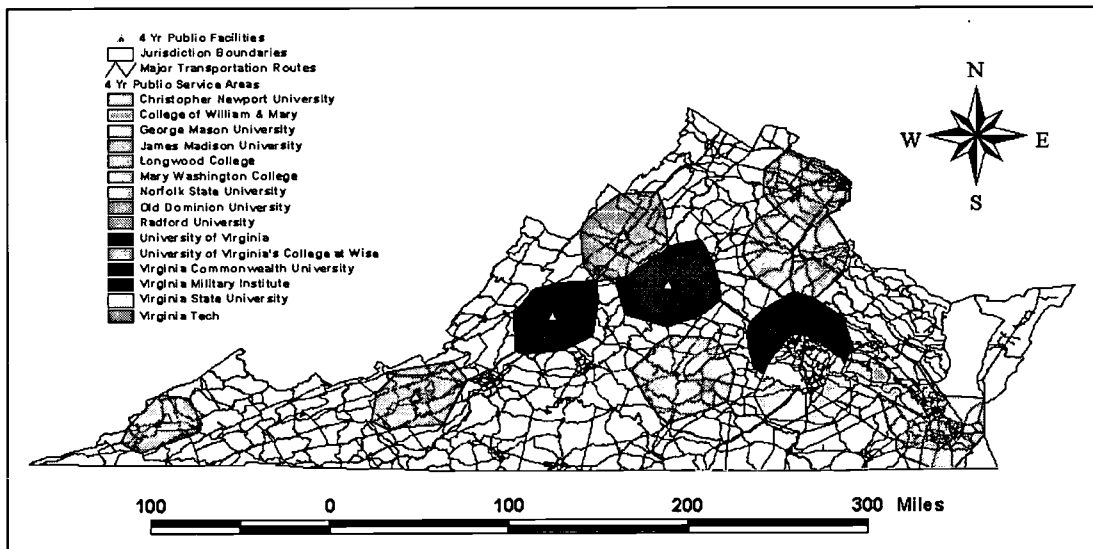 4 Yr Public Facilities
Jurisdiction Boundaries
Major Transportation Routes
4 Yr Public Service Areas
Christopher Newport University
College of William & Mary
George Mason University
James Madison University
Longwood College
Mary Washington College
Norfolk State University
Old Dominion University
Radford University
University of Virginia
University of Virginia's College at Wise
Virginia Commonwealth University
Virginia Military Institute
Virginia State University
Virginia Tech
N
W E
S
100 0 100 200 300 Miles